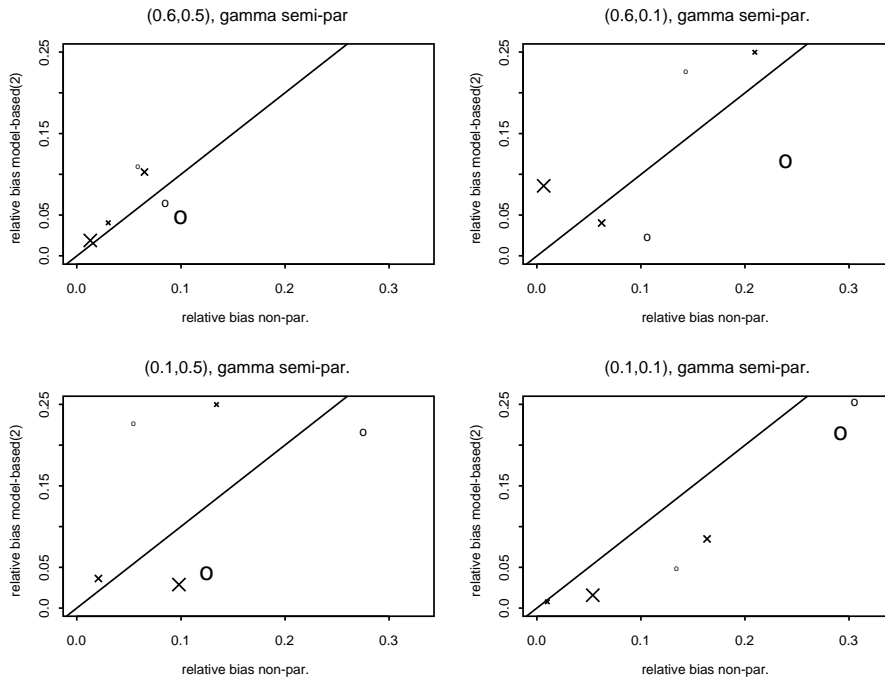 (0.6,0.5), gamma semi-par
relative bias model-based(2)
0.0 0.05 0.15 0.25
0.0 0.1 0.2 0.3
relative bias non-par.
(0.6,0.1), gamma semi-par.
relative bias model-based(2)
0.0 0.05 0.15 0.25
0.0 0.1 0.2 0.3
relative bias non-par.
(0.1,0.5), gamma semi-par.
relative bias model-based(2)
0.0 0.05 0.15 0.25
0.0 0.1 0.2 0.3
relative bias non-par.
(0.1,0.1), gamma semi-par.
relative bias model-based(2)
0.0 0.05 0.15 0.25
0.0 0.1 0.2 0.3
relative bias non-par.